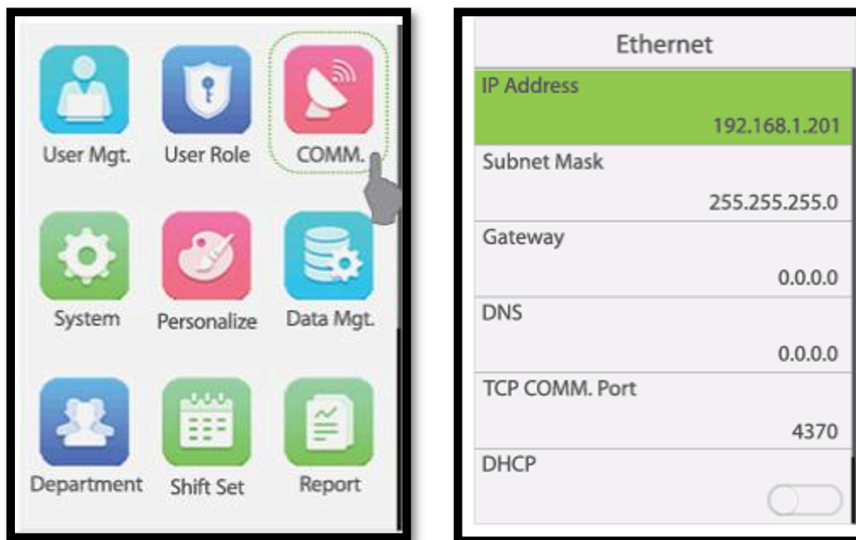 User Mgt. User Role COMM.
System Personalize Data Mgt.
Department Shift Set Report
Ethernet
IP Address
192.168.1.201
Subnet Mask
255.255.255.0
Gateway
0.0.0.0
DNS
0.0.0.0
TCP COMM. Port
4370
DHCP